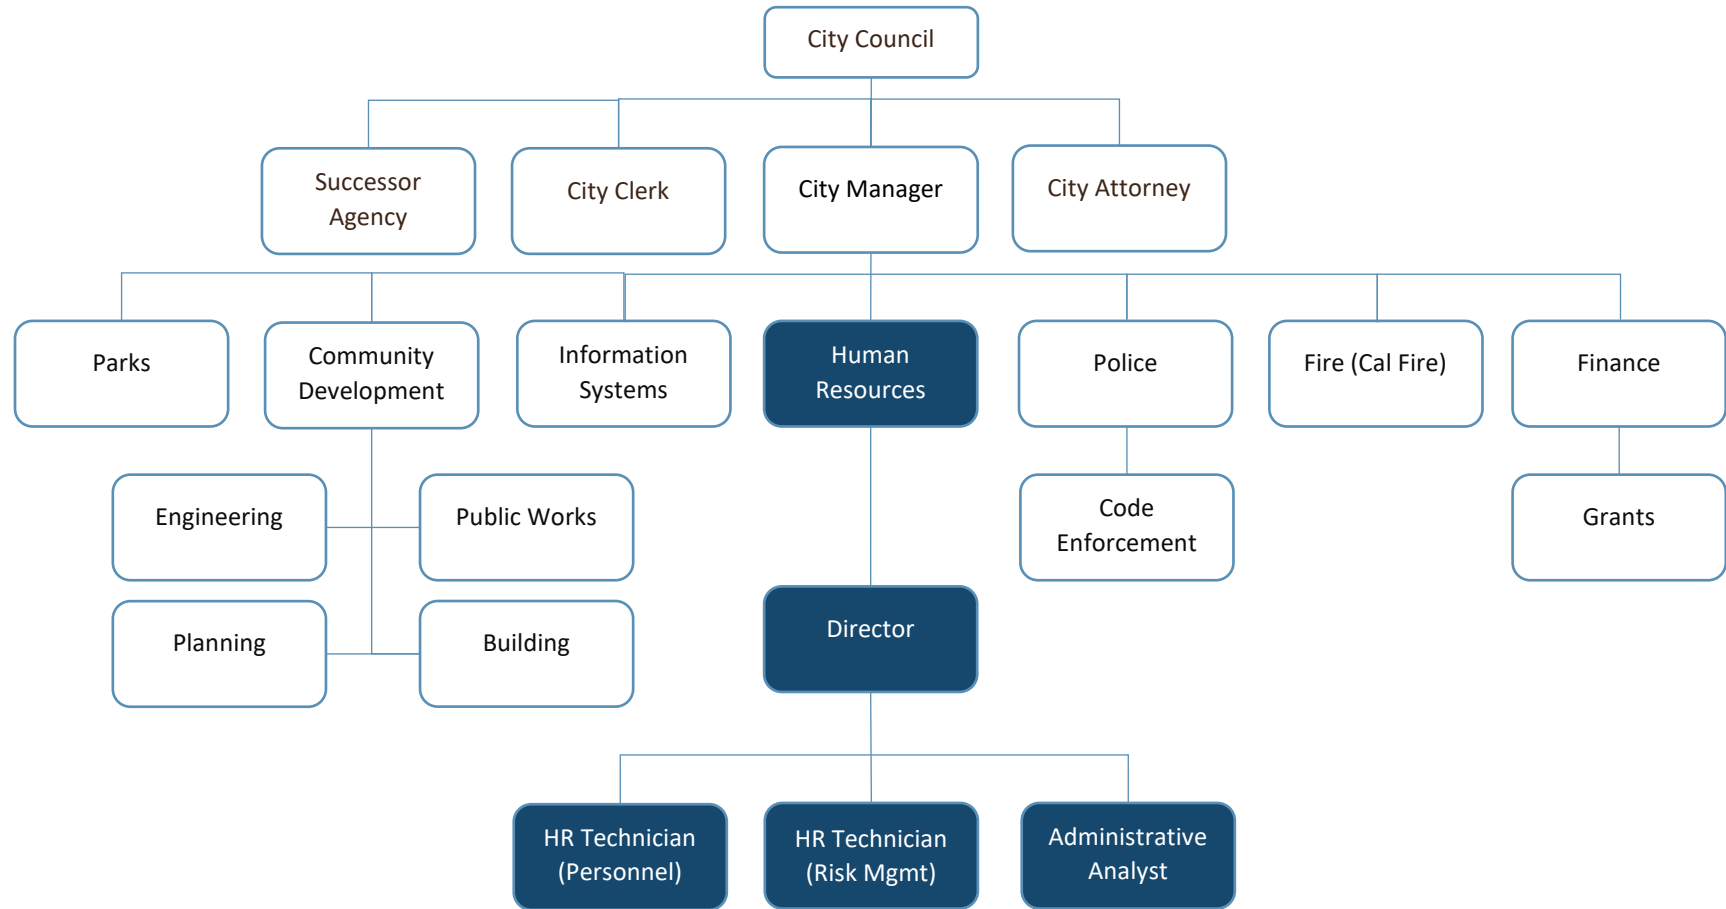 City Council
Successor
Agency
City Clerk
City Manager
City Attorney
Parks
Community
Development
Information
Systems
Human
Resources
Police
Fire (Cal Fire)
Finance
Engineering
Public Works
Code
Enforcement
Grants
Planning
Building
Director
HR Technician
(Personnel)
HR Technician
(Risk Mgmt)
Administrative
Analyst